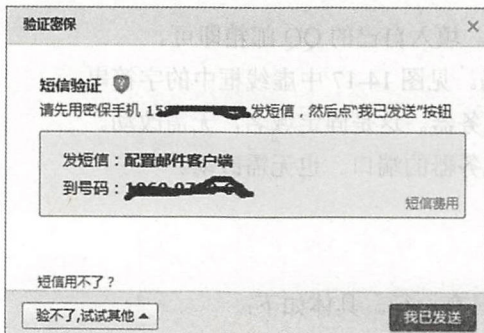 验证密保
短信验证
请先用密保手机 15 发短信，然后点“我已发送”按钮
发短信：配置邮件客户端
到号码：
短信费用
短信用不了？
验不了,试试其他
我已发送